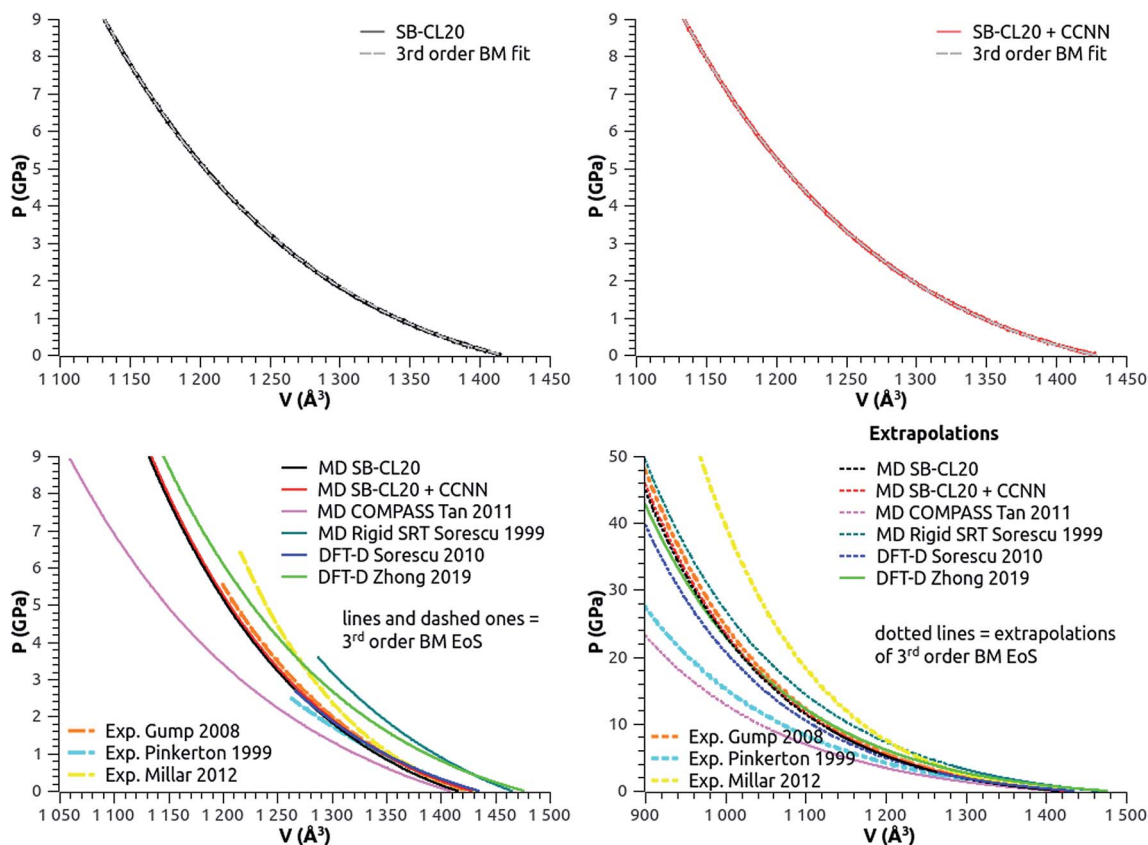 9
8
7
6
5
4
3
2
1
0
P (GPa)
SB-CL20
3rd order BM fit
1 100
1 150
1 200
1 250
1 300
1 350
1 400
1 450
V (Å³)
9
8
7
6
5
4
3
2
1
0
P (GPa)
SB-CL20 + CCNN
3rd order BM fit
1 100
1 150
1 200
1 250
1 300
1 350
1 400
1 450
V (Å³)
9
8
7
6
5
4
3
2
1
0
P (GPa)
MD SB-CL20
MD SB-CL20 + CCNN
MD COMPASS Tan 2011
MD Rigid SRT Sorescu 1999
DFT-D Sorescu 2010
DFT-D Zhong 2019
lines and dashed ones =
3rd order BM EoS
Exp. Gump 2008
Exp. Pinkerton 1999
Exp. Millar 2012
1 050
1 100
1 150
1 200
1 250
1 300
1 350
1 400
1 450
1 500
V (Å³)
Extrapolations
50
40
30
20
10
0
P (GPa)
MD SB-CL20
MD SB-CL20 + CCNN
MD COMPASS Tan 2011
MD Rigid SRT Sorescu 1999
DFT-D Sorescu 2010
DFT-D Zhong 2019
dotted lines = extrapolations
of 3rd order BM EoS
Exp. Gump 2008
Exp. Pinkerton 1999
Exp. Millar 2012
900
1 000
1 100
1 200
1 300
1 400
1 500
V (Å³)